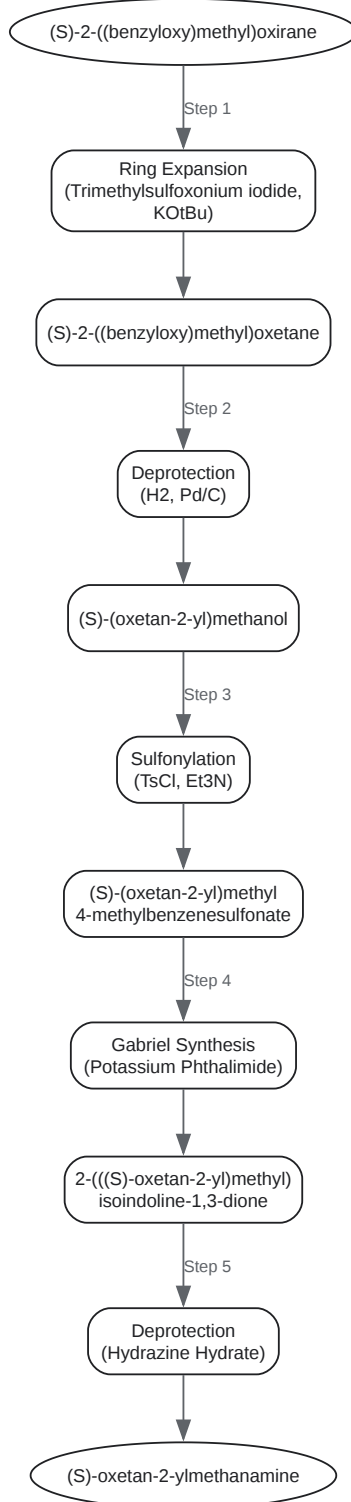 (S)-2-((benzyloxy)methyl)oxirane
Step 1
Ring Expansion
(Trimethylsulfoxonium iodide,
KOtBu)
(S)-2-((benzyloxy)methyl)oxetane
Step 2
Deprotection
(H2, Pd/C)
(S)-(oxetan-2-yl)methanol
Step 3
Sulfonylation
(TsCl, Et3N)
(S)-(oxetan-2-yl)methyl
4-methylbenzenesulfonate
Step 4
Gabriel Synthesis
(Potassium Phthalimide)
2-(((S)-oxetan-2-yl)methyl)
isoindoline-1,3-dione
Step 5
Deprotection
(Hydrazine Hydrate)
(S)-oxetan-2-ylmethanamine